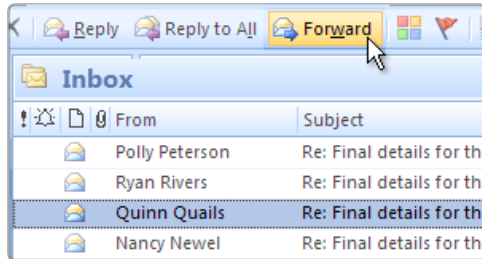 Reply Reply to All Forward
Inbox
From Subject
Polly Peterson Re: Final details for th
Ryan Rivers Re: Final details for th
Quinn Quails Re: Final details for th
Nancy Newel Re: Final details for th